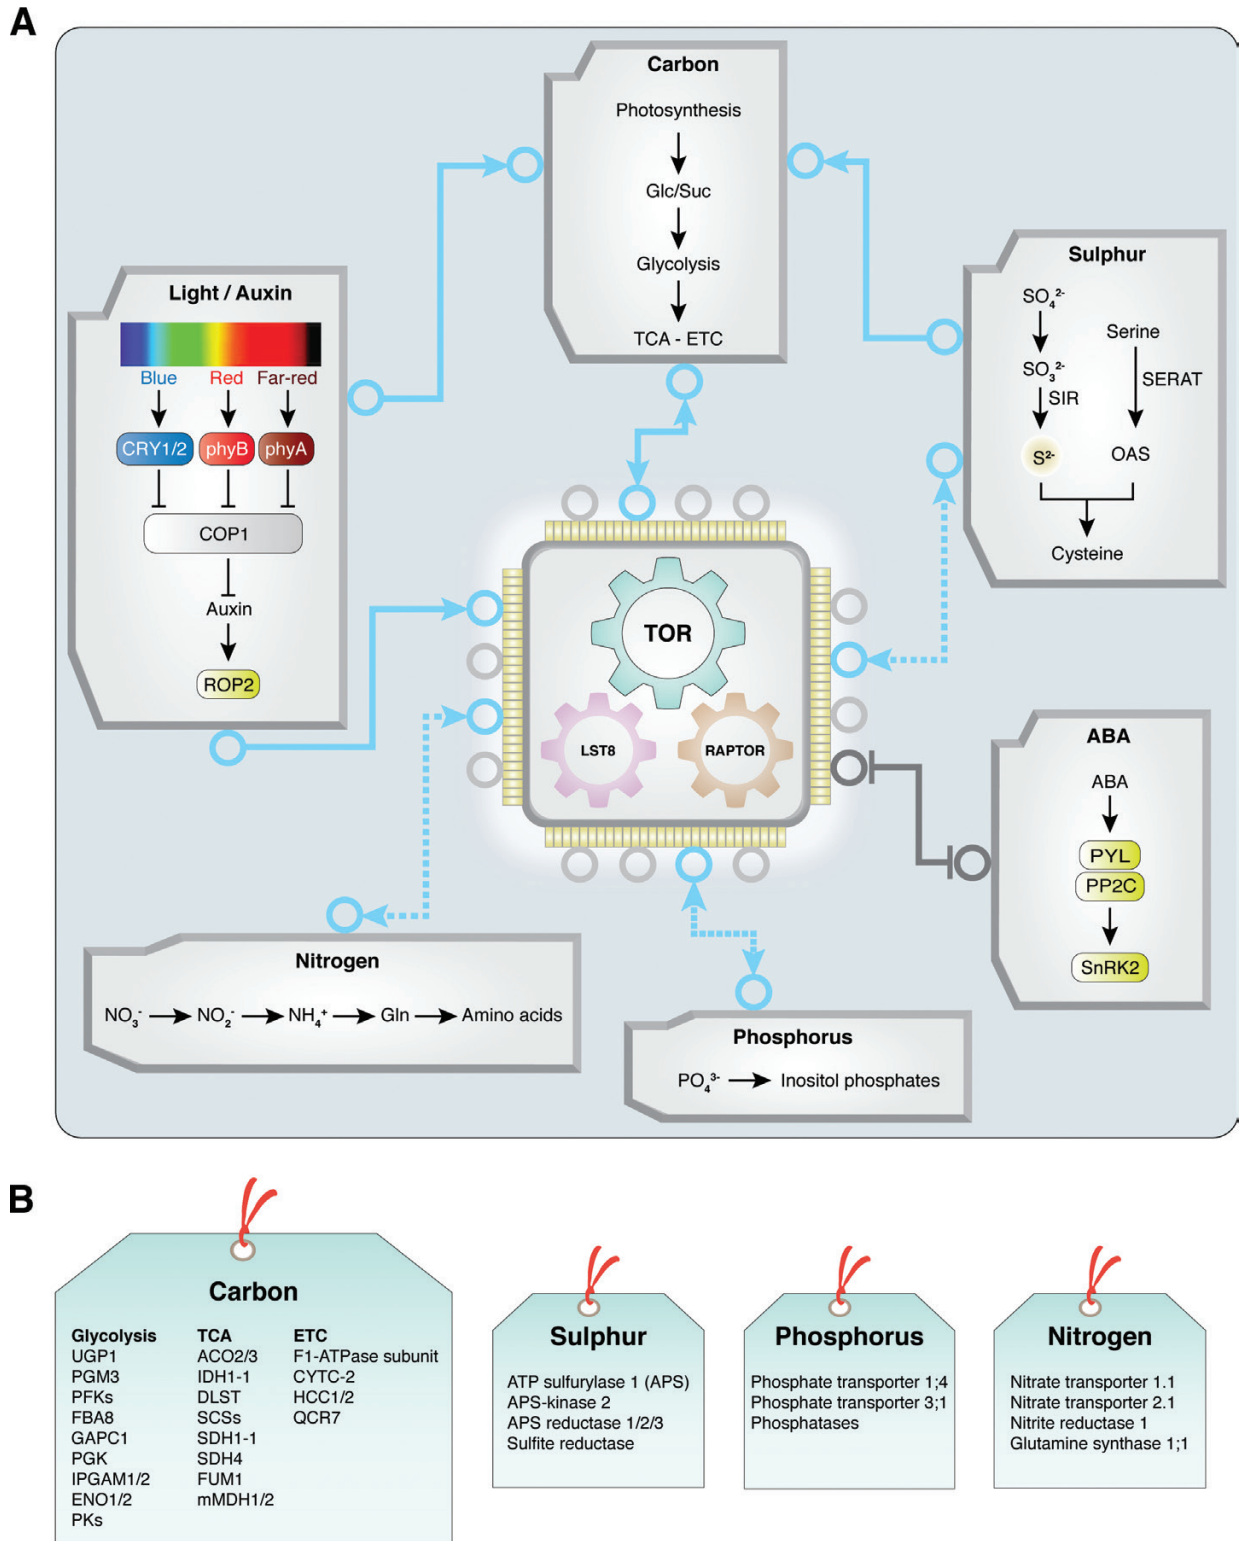 A
Carbon
Photosynthesis
Glc/Suc
Glycolysis
TCA - ETC
Light / Auxin
Blue Red Far-red
CRY1/2 phyB phyA
COP1
Auxin
ROP2
Sulphur
SO₄²⁻
SO₃²⁻
SIR
S²⁻
Serine
SERAT
OAS
Cysteine
TOR
LST8
RAPTOR
ABA
ABA
PYL
PP2C
SnRK2
Nitrogen
NO₃⁻ NO₂⁻ NH₄⁺ Gln Amino acids
Phosphorus
PO₄³⁻ Inositol phosphates
B
Carbon
Glycolysis
UGP1
PGM3
PFKs
FBA8
GAPC1
PGK
IPGAM1/2
ENO1/2
PKs
TCA
ACO2/3
IDH1-1
DLST
SCSs
SDH1-1
SDH4
FUM1
mMDH1/2
ETC
F1-ATPase subunit
CYTC-2
HCC1/2
QCR7
Sulphur
ATP sulfurylase 1 (APS)
APS-kinase 2
APS reductase 1/2/3
Sulfite reductase
Phosphorus
Phosphate transporter 1;4
Phosphate transporter 3;1
Phosphatases
Nitrogen
Nitrate transporter 1.1
Nitrate transporter 2.1
Nitrite reductase 1
Glutamine synthase 1;1